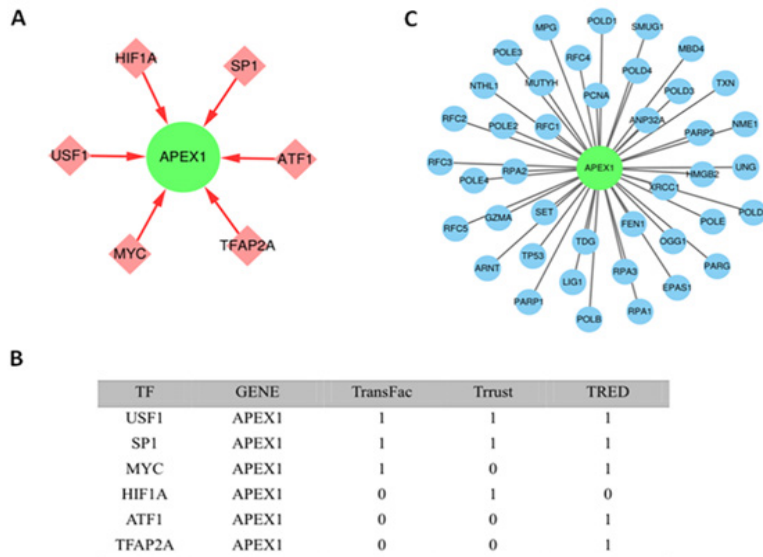 A
HIF1A
SP1
USF1
APEX1
ATF1
MYC
TFAP2A
C
MPG
POLD1
SMUG1
POLE3
RFC4
MBD4
NTHL1
MUTYH
POLD4
TXN
PCNA
POLD3
RFC2
POLE2
RFC1
ANP32A
PARP2
NME1
RFC3
POLE4
RPA2
APEX1
HMGB2
UNG
XRCC1
RFC5
GZMA
SET
FEN1
POLE
POLD
ARNT
TP53
TDG
OGG1
PARG
PARP1
LIG1
RPA3
EPAS1
POLB
RPA1
B
TF GENE TransFac Trrust TRED
USF1 APEX1 1 1 1
SP1 APEX1 1 1 1
MYC APEX1 1 0 1
HIF1A APEX1 0 1 0
ATF1 APEX1 0 0 1
TFAP2A APEX1 0 0 1